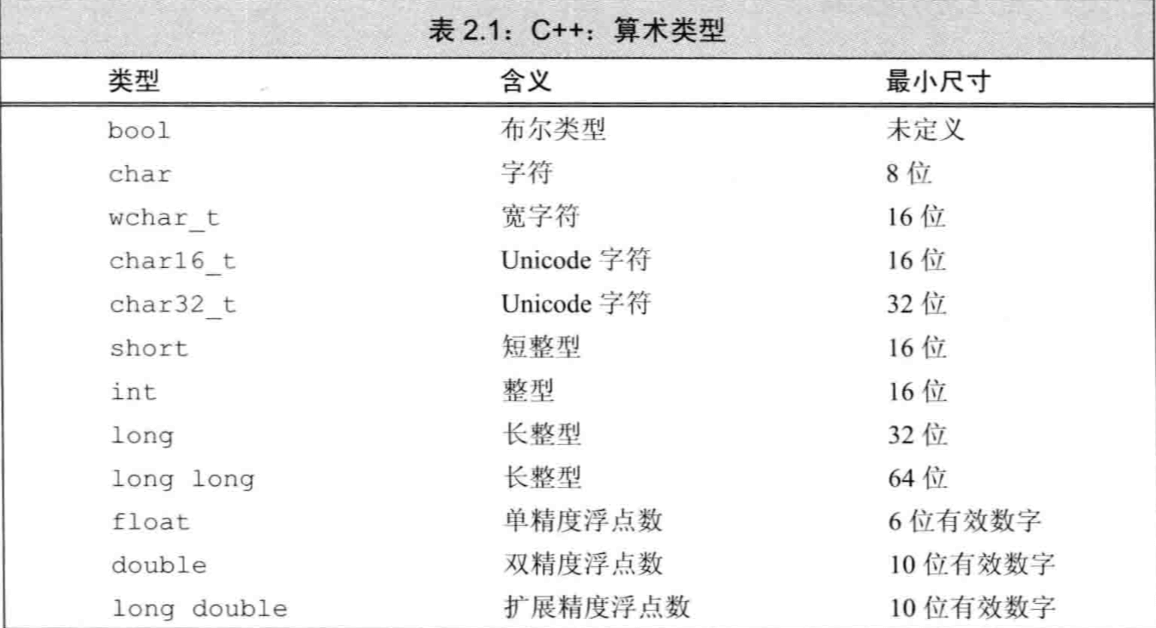 表 2.1：C++：算术类型
类型 含义 最小尺寸
bool 布尔类型 未定义
char 字符 8 位
wchar_t 宽字符 16 位
char16_t Unicode 字符 16 位
char32_t Unicode 字符 32 位
short 短整型 16 位
int 整型 16 位
long 长整型 32 位
long long 长整型 64 位
float 单精度浮点数 6 位有效数字
double 双精度浮点数 10 位有效数字
long double 扩展精度浮点数 10 位有效数字